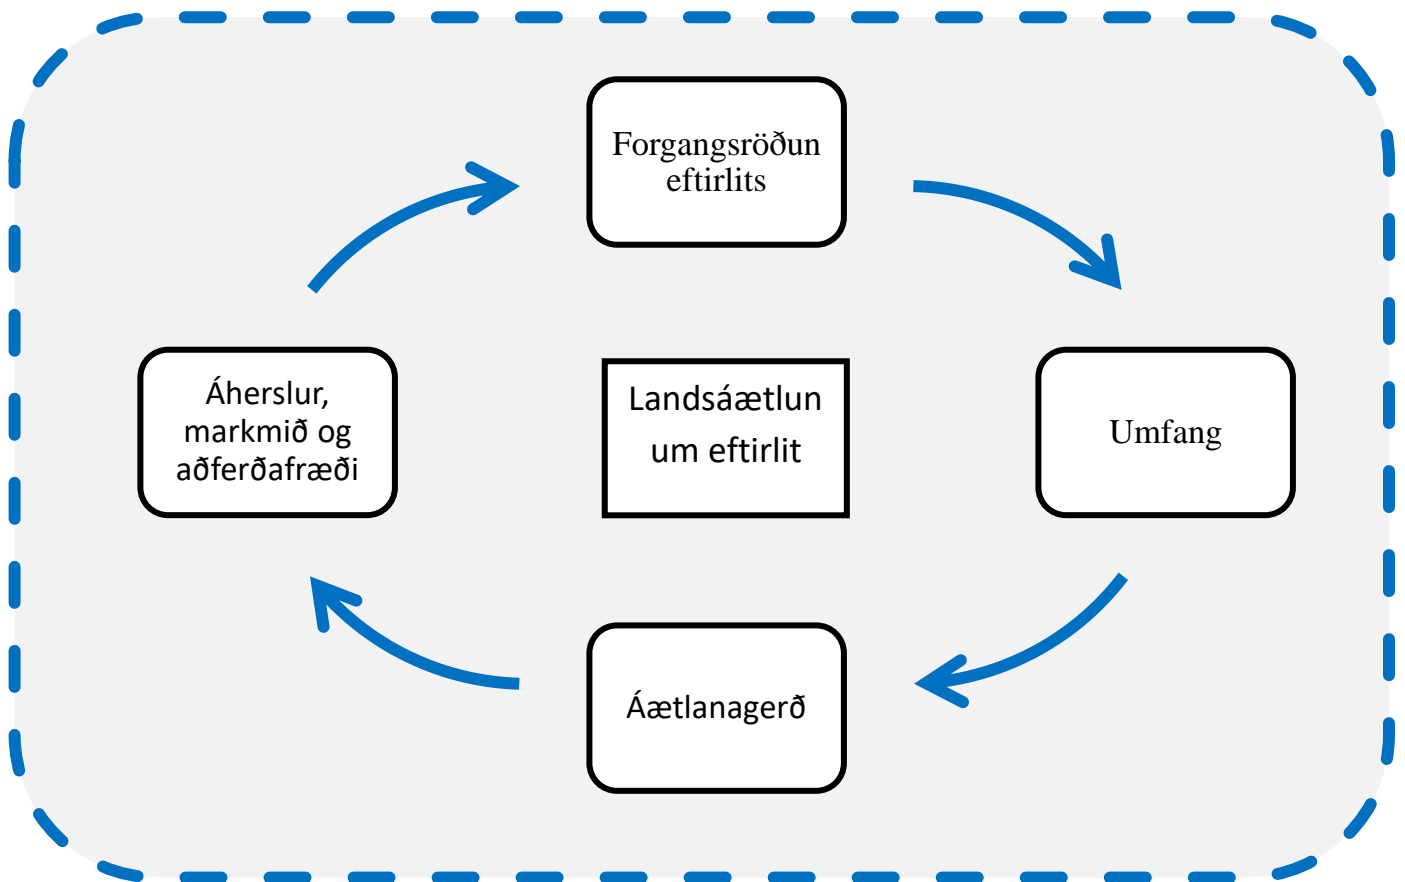 Forgangsröðun
eftirlits
Áherslur,
markmið og
aðferðafræði
Landsáætlun
um eftirlit
Umfang
Áætlanagerð